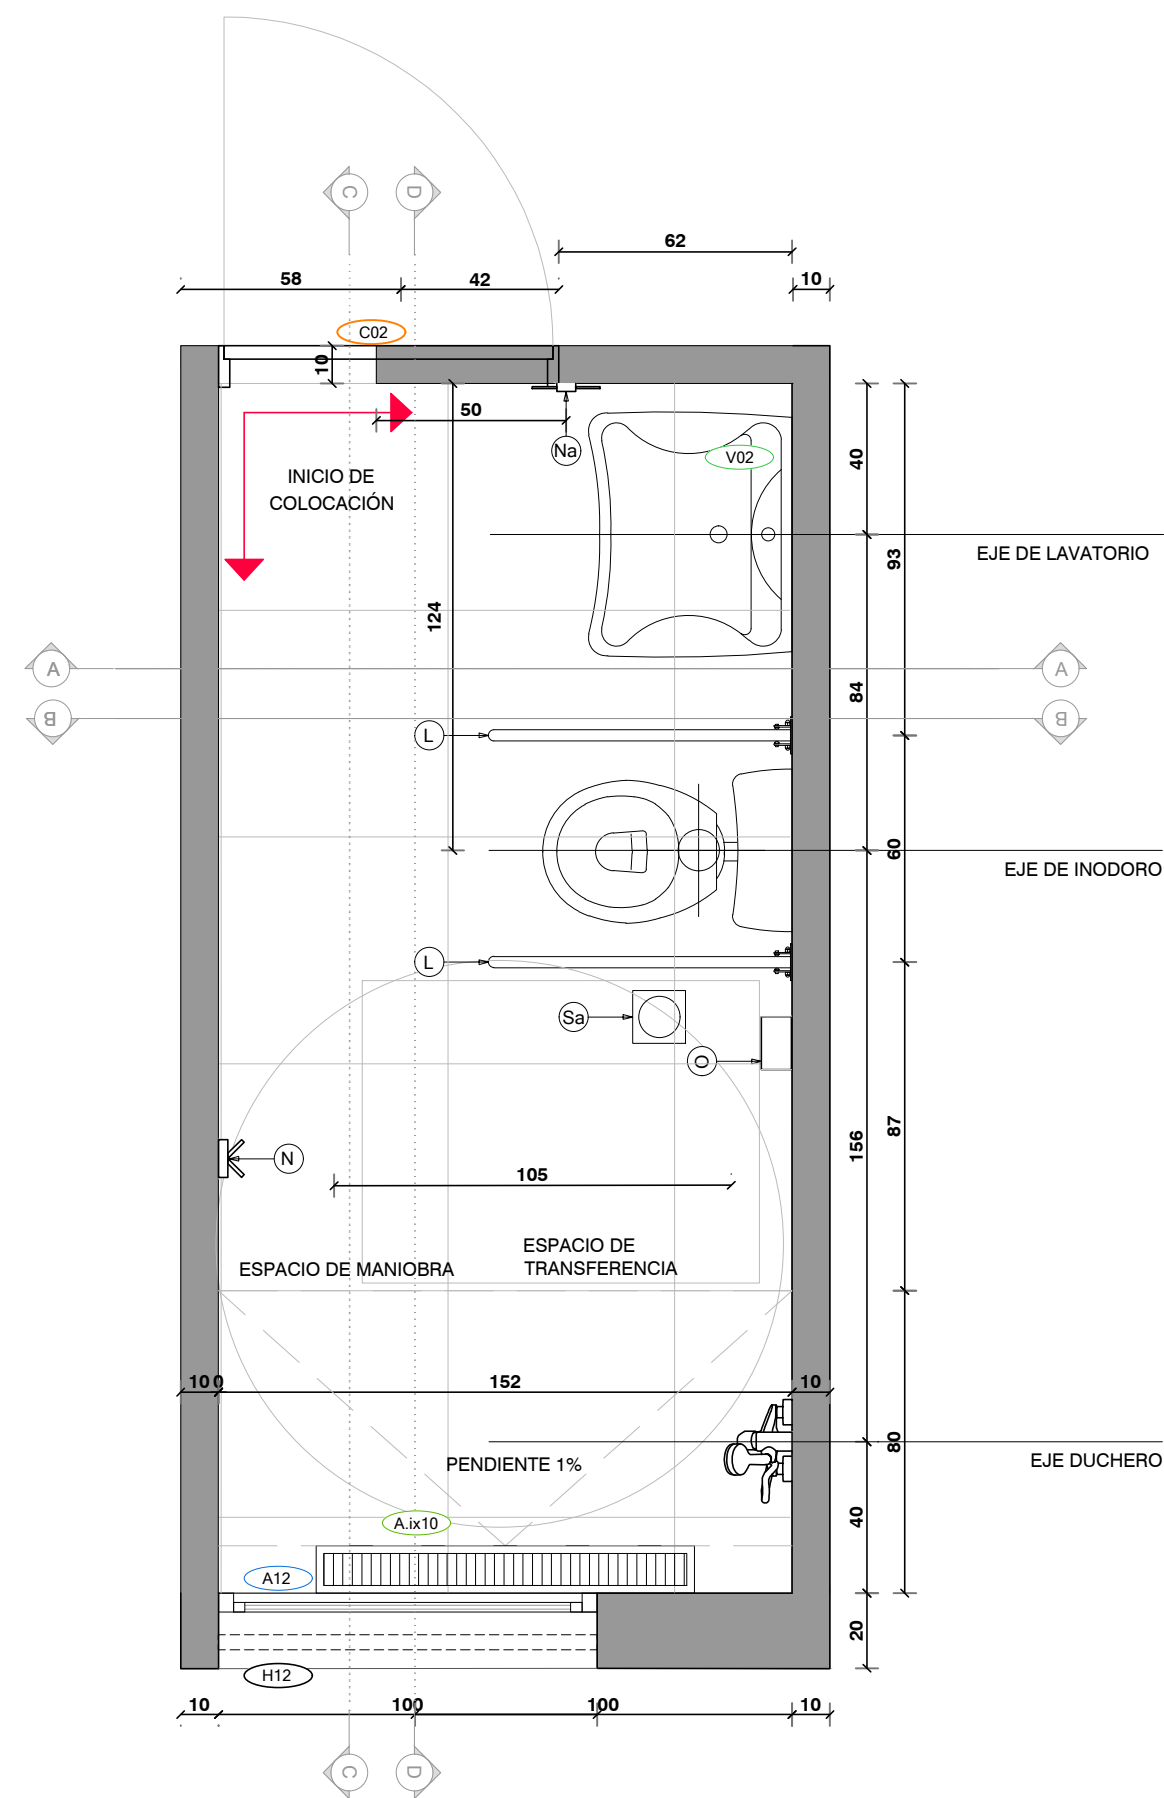 C
D
62
58
42
10
C02
10
50
Na
V02
40
INICIO DE
COLOCACIÓN
93
EJE DE LAVATORIO
124
A
A
84
B
B
L
60
EJE DE INODORO
L
Sa
O
87
156
N
105
ESPACIO DE
TRANSFERENCIA
ESPACIO DE MANIOBRA
10
0
152
10
80
EJE DUCHERO
PENDIENTE 1%
A.ix10
40
A12
20
H12
10
100
100
10
C
D